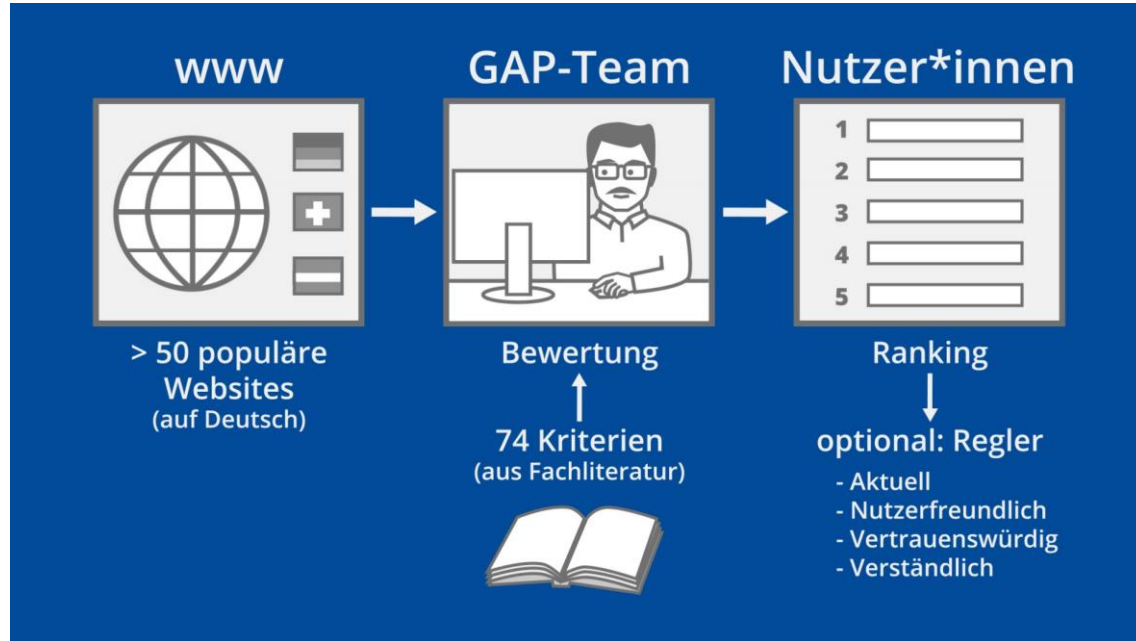 www
> 50 populäre
Websites
(auf Deutsch)
GAP-Team
Bewertung
74 Kriterien
(aus Fachliteratur)
Nutzer*innen
1
2
3
4
5
Ranking
optional: Regler
- Aktuell
- Nutzerfreundlich
- Vertrauenswürdig
- Verständlich